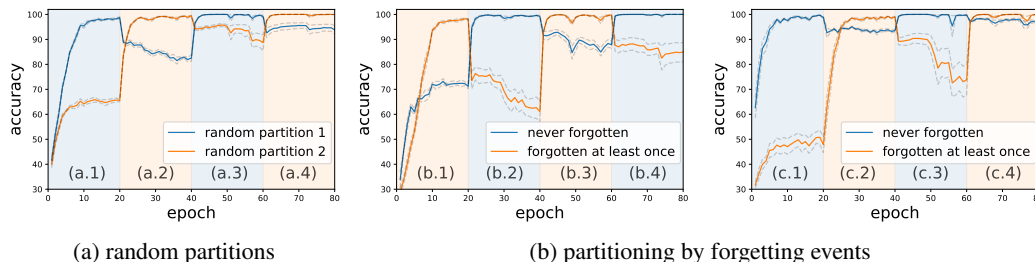 100
90
80
70
60
50
40
30
accuracy
random partition 1
random partition 2
(a.1) (a.2) (a.3) (a.4)
0 10 20 30 40 50 60 70 80
epoch
100
90
80
70
60
50
40
30
accuracy
never forgotten
forgotten at least once
(b.1) (b.2) (b.3) (b.4)
0 10 20 30 40 50 60 70 80
epoch
100
90
80
70
60
50
40
30
accuracy
never forgotten
forgotten at least once
(c.1) (c.2) (c.3) (c.4)
0 10 20 30 40 50 60 70 80
epoch
(a) random partitions
(b) partitioning by forgetting events